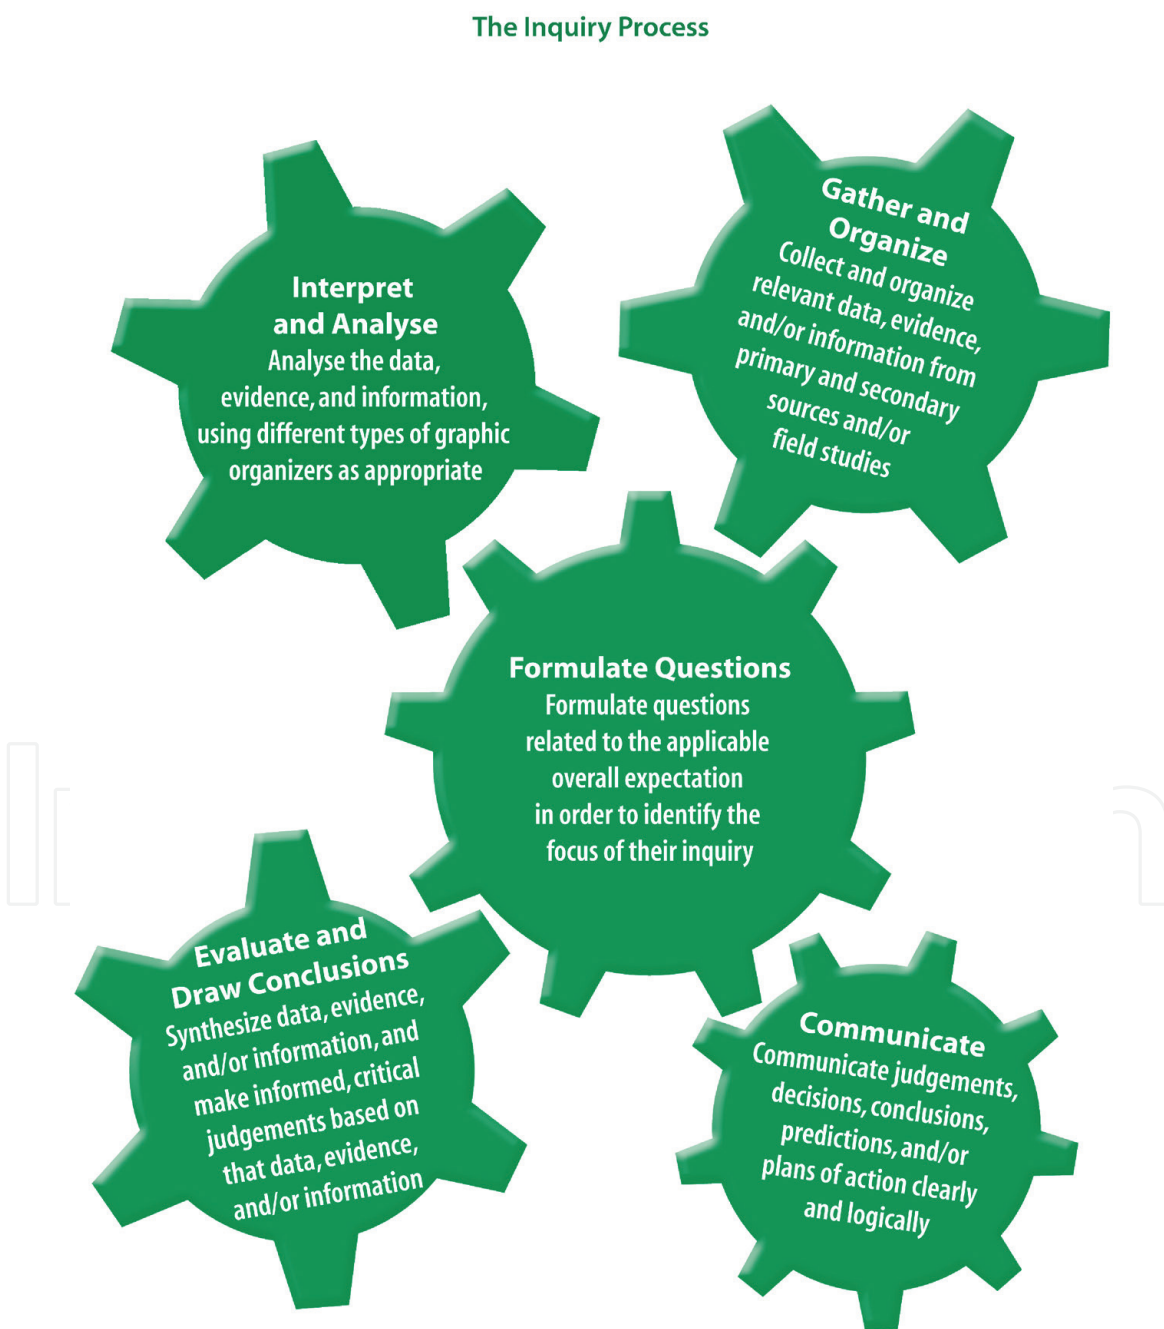 The Inquiry Process
Interpret
and Analyse
Analyse the data,
evidence, and information,
using different types of graphic
organizers as appropriate
Gather and
Organize
Collect and organize
relevant data, evidence,
and/or information from
primary and secondary
sources and/or
field studies
Formulate Questions
Formulate questions
related to the applicable
overall expectation
in order to identify the
focus of their inquiry
Evaluate and
Draw Conclusions
Synthesize data, evidence,
and/or information, and
make informed, critical
judgements based on
that data, evidence,
and/or information
Communicate
Communicate judgements,
decisions, conclusions,
predictions, and/or
plans of action clearly
and logically